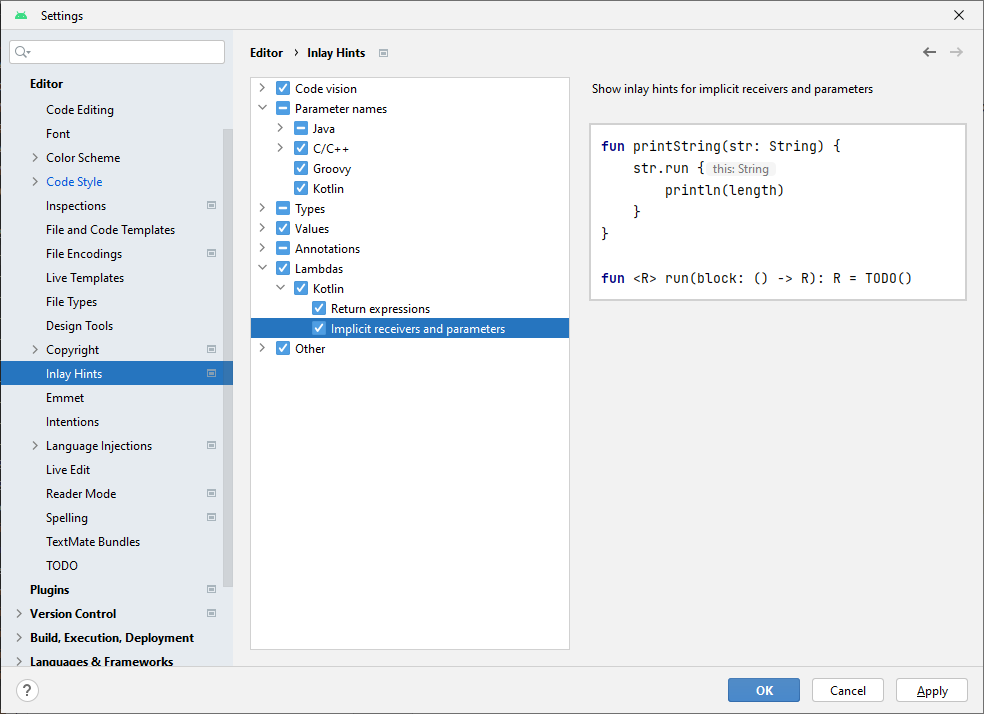 Settings
Editor
Code Editing
Font
Color Scheme
Code Style
Inspections
File and Code Templates
File Encodings
Live Templates
File Types
Design Tools
Copyright
Inlay Hints
Emmet
Intentions
Language Injections
Live Edit
Reader Mode
Spelling
TextMate Bundles
TODO
Plugins
Version Control
Build, Execution, Deployment
Languages & Frameworks
Editor › Inlay Hints
Code vision
Parameter names
Java
C/C++
Groovy
Kotlin
Types
Values
Annotations
Lambdas
Kotlin
Return expressions
Implicit receivers and parameters
Other
Show inlay hints for implicit receivers and parameters
fun printString(str: String) {
str.run { this: String
println(length)
}
}
fun <R> run(block: () -> R): R = TODO()
?
OK
Cancel
Apply